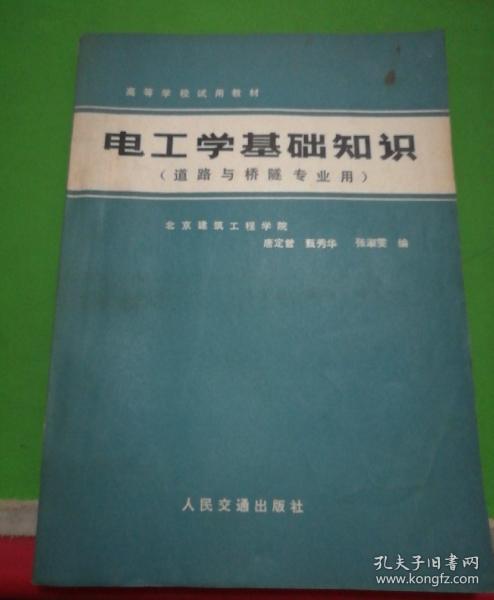 高等学校试用教材
电工学基础知识
（道路与桥隧专业用）
北京建筑工程学院
唐定曾 甄秀华 张淑雯 编
人民交通出版社
孔夫子旧书网
www.kongfz.com